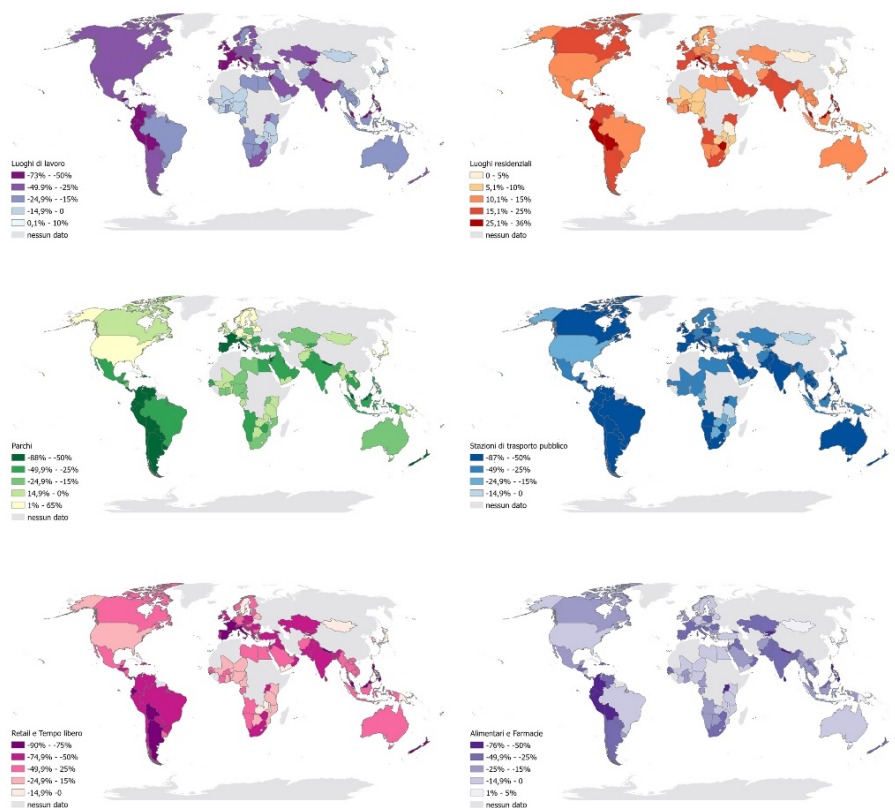 Luoghi di lavoro
-73% - -50%
-49.9% - -25%
-24,9% - -15%
-14,9% - 0
0,1% - 10%
nessun dato
Luoghi residenziali
0 - 5%
5,1% -10%
10,1% - 15%
15,1% - 25%
25,1% - 36%
nessun dato
Parchi
-88% - -50%
-49,9% - -25%
-24,9% - -15%
14,9% - 0%
1% - 65%
nessun dato
Stazioni di trasporto pubblico
-87% - -50%
-49% - -25%
-24,9% - -15%
-14,9% - 0
nessun dato
Retail e Tempo libero
-90% - -75%
-74,9% - -50%
-49,9% - 25%
-24,9% - 15%
-14,9% -0
nessun dato
Alimentari e Farmacie
-76% - -50%
-49,9% - -25%
-25% - -15%
-14,9% - 0
1% - 5%
nessun dato